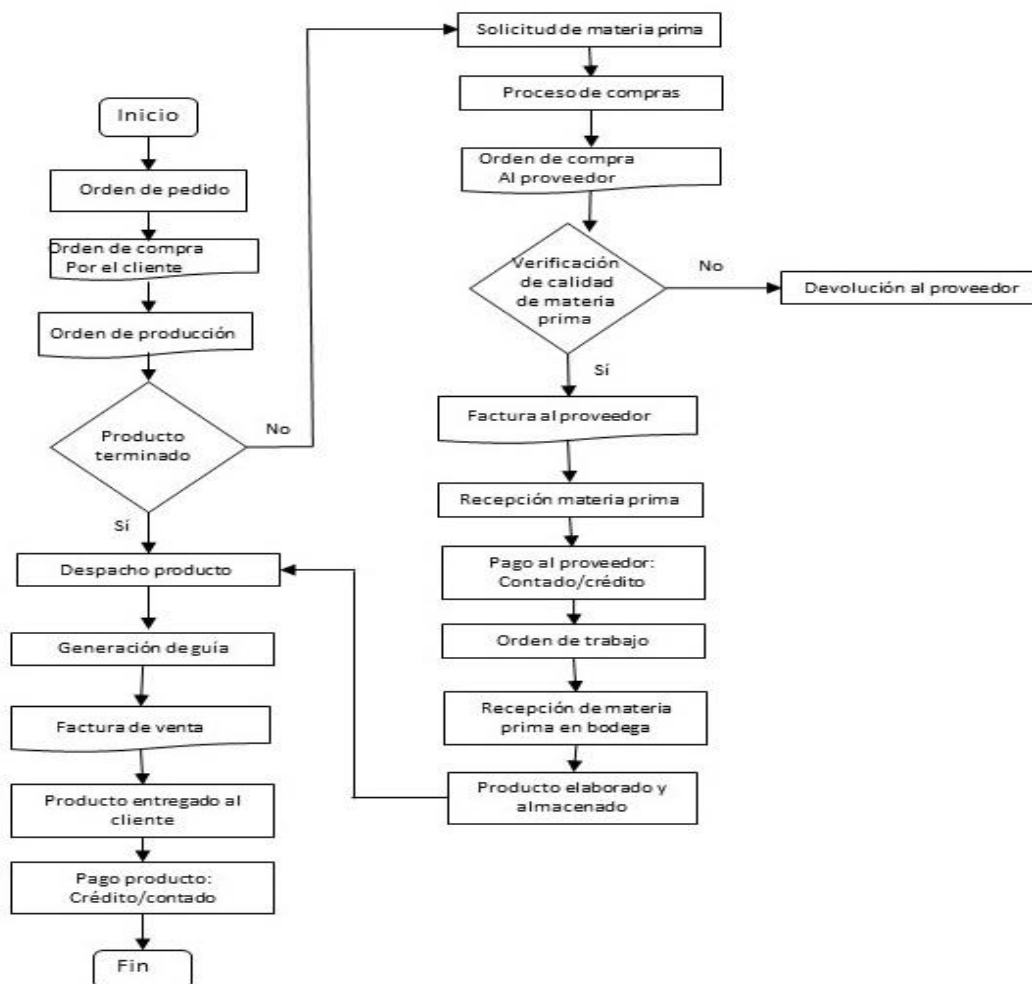 Inicio
Orden de pedido
Orden de compra
Por el cliente
Orden de producción
Producto
terminado
No
Sí
Despacho producto
Generación de guía
Factura de venta
Producto entregado al
cliente
Pago producto:
Crédito/contado
Fin
Solicitud de materia prima
Proceso de compras
Orden de compra
Al proveedor
Verificación
de calidad
de materia
prima
No
Devolución al proveedor
Sí
Factura al proveedor
Recepción materia prima
Pago al proveedor:
Contado/crédito
Orden de trabajo
Recepción de materia
prima en bodega
Producto elaborado y
almacenado